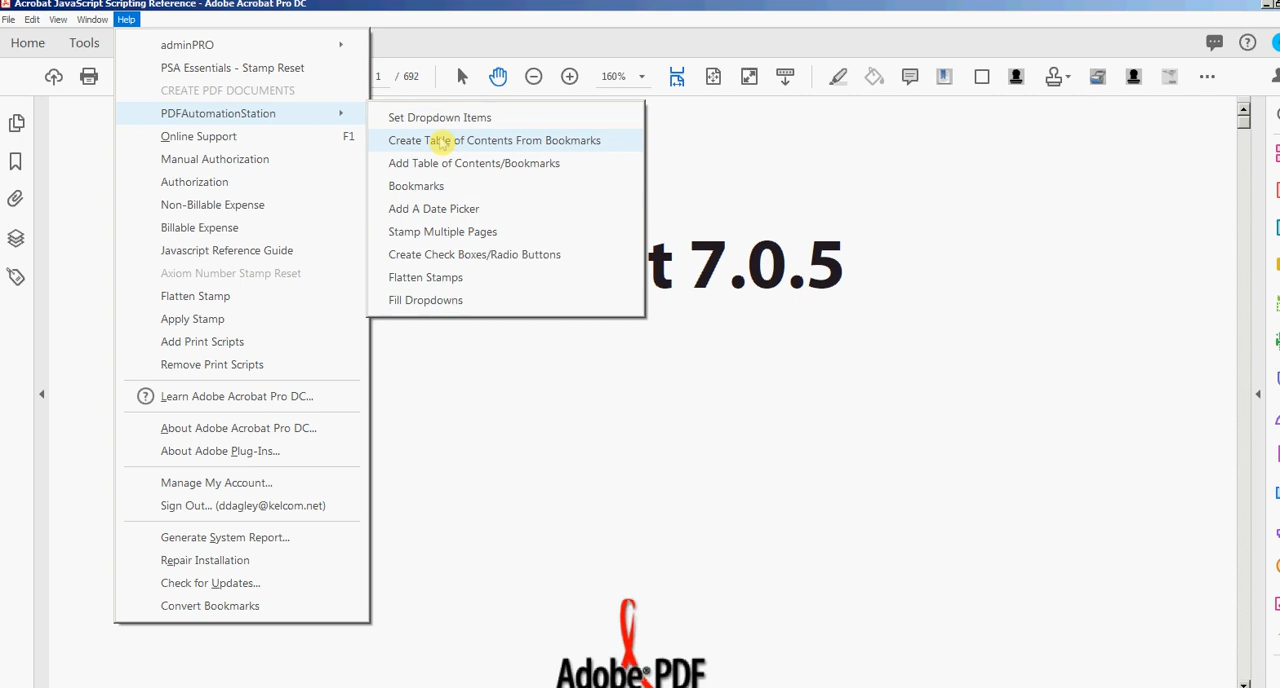 Acrobat JavaScript Scripting Reference - Adobe Acrobat Pro DC
File Edit View Window Help
Home Tools
1 / 692 160%
adminPRO
PSA Essentials - Stamp Reset
CREATE PDF DOCUMENTS
PDFAutomationStation
Online Support F1
Manual Authorization
Authorization
Non-Billable Expense
Billable Expense
Javascript Reference Guide
Axiom Number Stamp Reset
Flatten Stamp
Apply Stamp
Add Print Scripts
Remove Print Scripts
Learn Adobe Acrobat Pro DC...
About Adobe Acrobat Pro DC...
About Adobe Plug-Ins...
Manage My Account...
Sign Out... (ddagley@kelcom.net)
Generate System Report...
Repair Installation
Check for Updates...
Convert Bookmarks
Set Dropdown Items
Create Table of Contents From Bookmarks
Add Table of Contents/Bookmarks
Bookmarks
Add A Date Picker
Stamp Multiple Pages
Create Check Boxes/Radio Buttons
Flatten Stamps
Fill Dropdowns
t 7.0.5
Adobe PDF